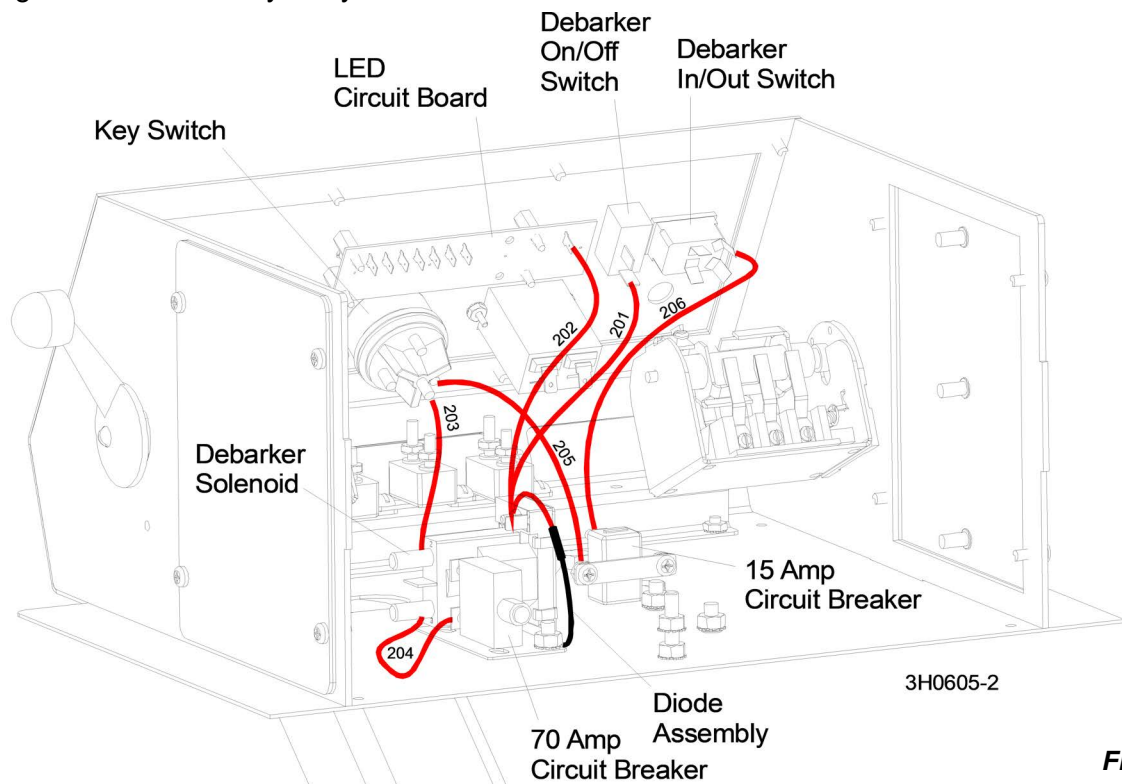 Debarker
On/Off
Switch
Debarker
In/Out Switch
LED
Circuit Board
Key Switch
202
201
206
203
205
Debarker
Solenoid
15 Amp
Circuit Breaker
204
3H0605-2
Diode
Assembly
70 Amp
Circuit Breaker